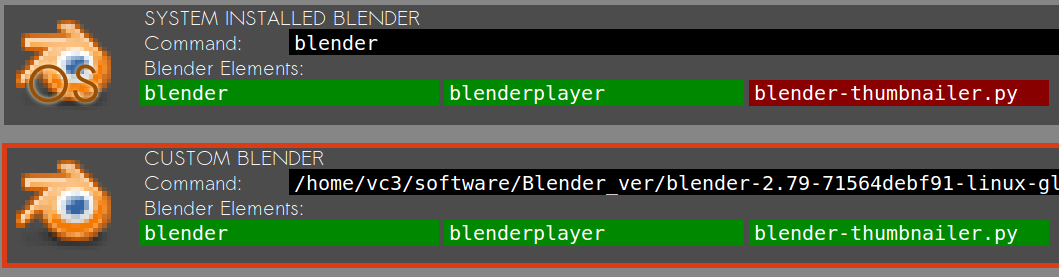 SYSTEM INSTALLED BLENDER
Command: blender
Blender Elements:
OS
blender blenderplayer blender-thumbnailer.py
CUSTOM BLENDER
Command: /home/vc3/software/Blender_ver/blender-2.79-71564debf91-linux-gl
Blender Elements:
blender blenderplayer blender-thumbnailer.py